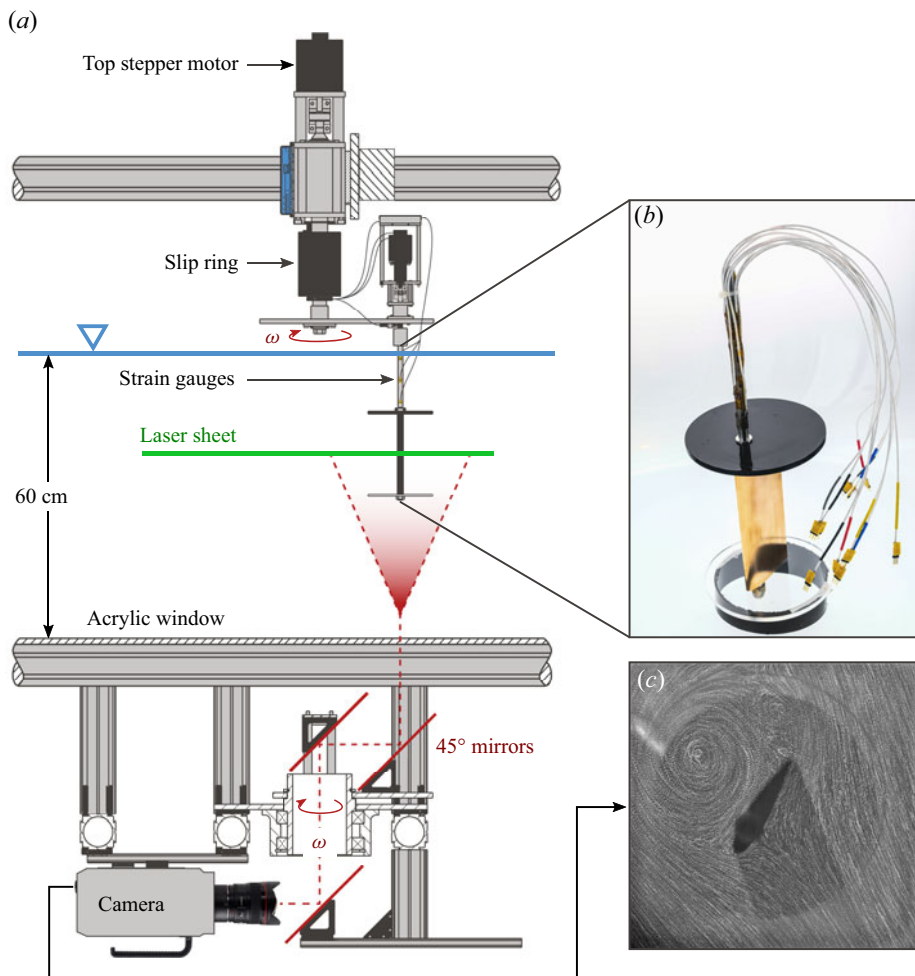 (a)
Top stepper motor
Slip ring
(b)
ω
Strain gauges
Laser sheet
60 cm
Acrylic window
(c)
45° mirrors
ω
Camera